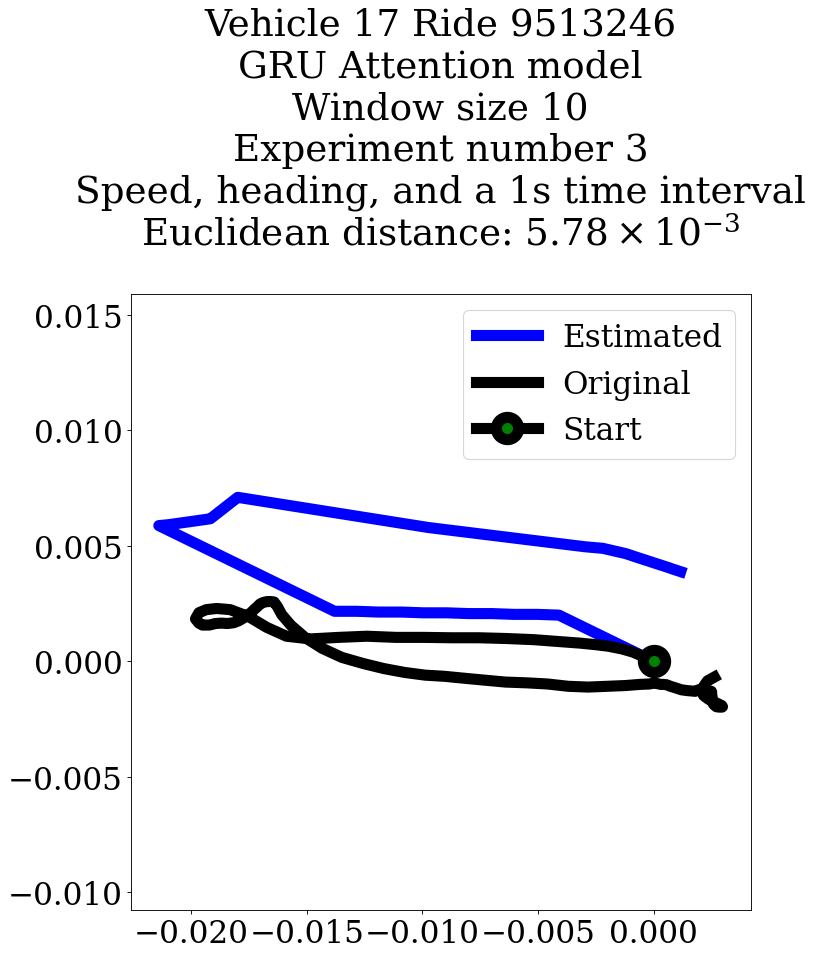 Vehicle 17 Ride 9513246
GRU Attention model
Window size 10
Experiment number 3
Speed, heading, and a 1s time interval
Euclidean distance: 5.78 × 10⁻³
Estimated
Original
Start
0.015
0.010
0.005
0.000
−0.005
−0.010
−0.020 −0.015 −0.010 −0.005 0.000